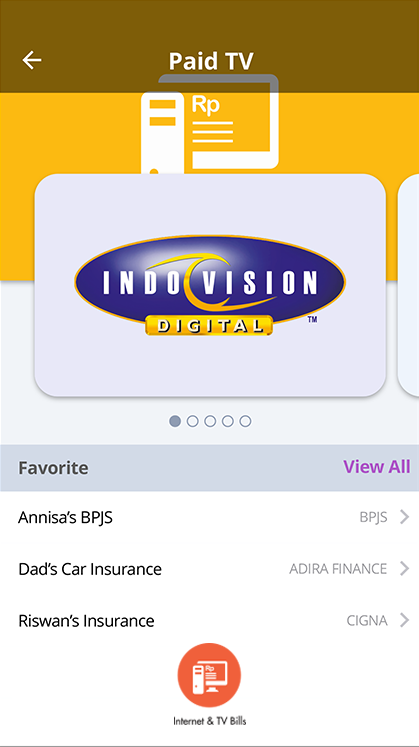 Paid TV
Rp
INDOVISION
DIGITAL
TM
Favorite
View All
Annisa's BPJS
BPJS
Dad's Car Insurance
ADIRA FINANCE
Riswan's Insurance
CIGNA
Rp
Internet & TV Bills